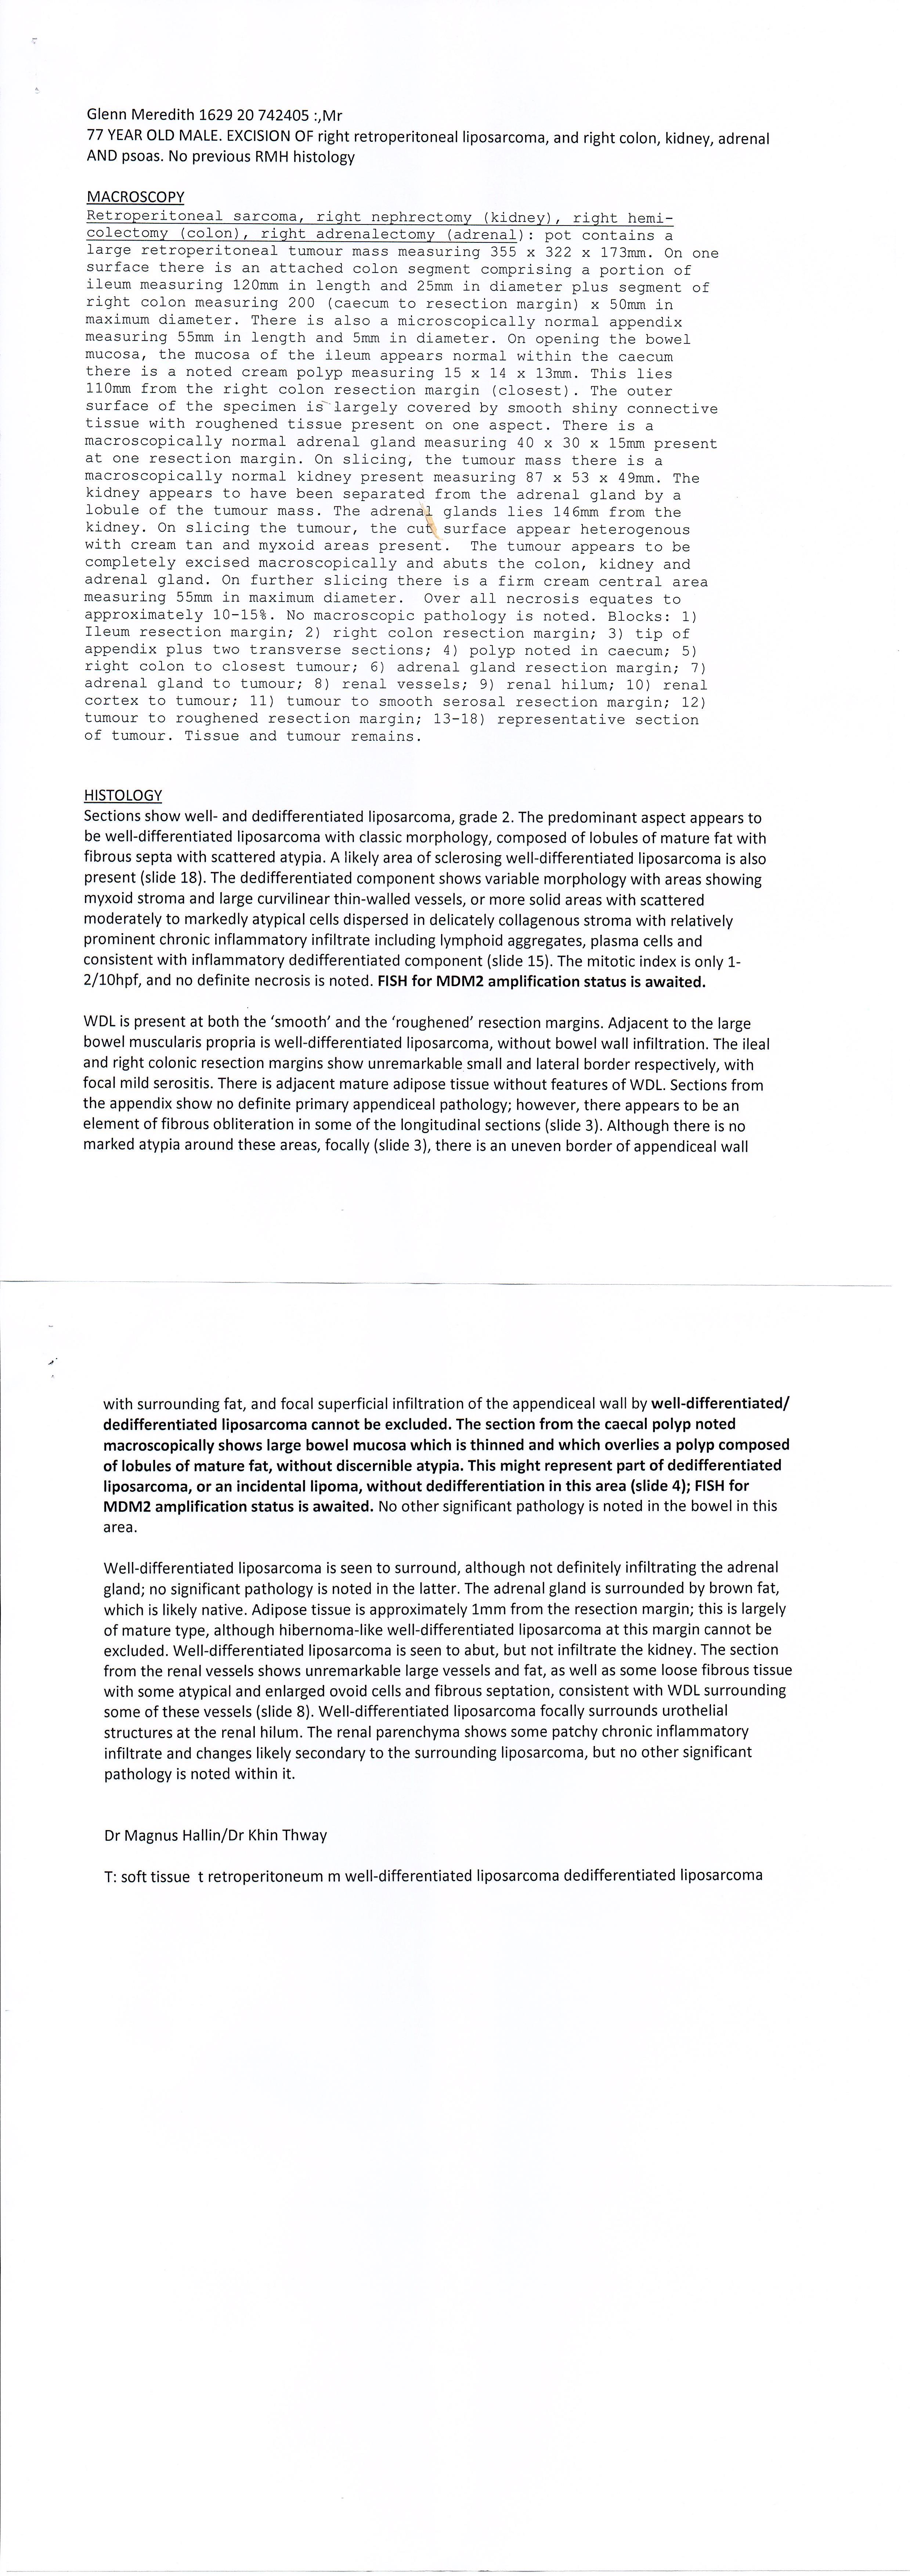 Glenn Meredith 1629 20 742405 :,Mr
77 YEAR OLD MALE. EXCISION OF right retroperitoneal liposarcoma, and right colon, kidney, adrenal
AND psoas. No previous RMH histology
MACROSCOPY
Retroperitoneal sarcoma, right nephrectomy (kidney), right hemi-
colectomy (colon), right adrenalectomy (adrenal): pot contains a
large retroperitoneal tumour mass measuring 355 x 322 x 173mm. On one
surface there is an attached colon segment comprising a portion of
ileum measuring 120mm in length and 25mm in diameter plus segment of
right colon measuring 200 (caecum to resection margin) x 50mm in
maximum diameter. There is also a microscopically normal appendix
measuring 55mm in length and 5mm in diameter. On opening the bowel
mucosa, the mucosa of the ileum appears normal within the caecum
there is a noted cream polyp measuring 15 x 14 x 13mm. This lies
110mm from the right colon resection margin (closest). The outer
surface of the specimen is largely covered by smooth shiny connective
tissue with roughened tissue present on one aspect. There is a
macroscopically normal adrenal gland measuring 40 x 30 x 15mm present
at one resection margin. On slicing, the tumour mass there is a
macroscopically normal kidney present measuring 87 x 53 x 49mm. The
kidney appears to have been separated from the adrenal gland by a
lobule of the tumour mass. The adrenal glands lies 146mm from the
kidney. On slicing the tumour, the cut surface appear heterogenous
with cream tan and myxoid areas present. The tumour appears to be
completely excised macroscopically and abuts the colon, kidney and
adrenal gland. On further slicing there is a firm cream central area
measuring 55mm in maximum diameter. Over all necrosis equates to
approximately 10-15%. No macroscopic pathology is noted. Blocks: 1)
Ileum resection margin; 2) right colon resection margin; 3) tip of
appendix plus two transverse sections; 4) polyp noted in caecum; 5)
right colon to closest tumour; 6) adrenal gland resection margin; 7)
adrenal gland to tumour; 8) renal vessels; 9) renal hilum; 10) renal
cortex to tumour; 11) tumour to smooth serosal resection margin; 12)
tumour to roughened resection margin; 13-18) representative section
of tumour. Tissue and tumour remains.
HISTOLOGY
Sections show well- and dedifferentiated liposarcoma, grade 2. The predominant aspect appears to
be well-differentiated liposarcoma with classic morphology, composed of lobules of mature fat with
fibrous septa with scattered atypia. A likely area of sclerosing well-differentiated liposarcoma is also
present (slide 18). The dedifferentiated component shows variable morphology with areas showing
myxoid stroma and large curvilinear thin-walled vessels, or more solid areas with scattered
moderately to markedly atypical cells dispersed in delicately collagenous stroma with relatively
prominent chronic inflammatory infiltrate including lymphoid aggregates, plasma cells and
consistent with inflammatory dedifferentiated component (slide 15). The mitotic index is only 1-
2/10hpf, and no definite necrosis is noted. FISH for MDM2 amplification status is awaited.
WDL is present at both the ‘smooth’ and the ‘roughened’ resection margins. Adjacent to the large
bowel muscularis propria is well-differentiated liposarcoma, without bowel wall infiltration. The ileal
and right colonic resection margins show unremarkable small and lateral border respectively, with
focal mild serositis. There is adjacent mature adipose tissue without features of WDL. Sections from
the appendix show no definite primary appendiceal pathology; however, there appears to be an
element of fibrous obliteration in some of the longitudinal sections (slide 3). Although there is no
marked atypia around these areas, focally (slide 3), there is an uneven border of appendiceal wall
with surrounding fat, and focal superficial infiltration of the appendiceal wall by well-differentiated/
dedifferentiated liposarcoma cannot be excluded. The section from the caecal polyp noted
macroscopically shows large bowel mucosa which is thinned and which overlies a polyp composed
of lobules of mature fat, without discernible atypia. This might represent part of dedifferentiated
liposarcoma, or an incidental lipoma, without dedifferentiation in this area (slide 4); FISH for
MDM2 amplification status is awaited. No other significant pathology is noted in the bowel in this
area.
Well-differentiated liposarcoma is seen to surround, although not definitely infiltrating the adrenal
gland; no significant pathology is noted in the latter. The adrenal gland is surrounded by brown fat,
which is likely native. Adipose tissue is approximately 1mm from the resection margin; this is largely
of mature type, although hibernoma-like well-differentiated liposarcoma at this margin cannot be
excluded. Well-differentiated liposarcoma is seen to abut, but not infiltrate the kidney. The section
from the renal vessels shows unremarkable large vessels and fat, as well as some loose fibrous tissue
with some atypical and enlarged ovoid cells and fibrous septation, consistent with WDL surrounding
some of these vessels (slide 8). Well-differentiated liposarcoma focally surrounds urothelial
structures at the renal hilum. The renal parenchyma shows some patchy chronic inflammatory
infiltrate and changes likely secondary to the surrounding liposarcoma, but no other significant
pathology is noted within it.
Dr Magnus Hallin/Dr Khin Thway
T: soft tissue t retroperitoneum m well-differentiated liposarcoma dedifferentiated liposarcoma